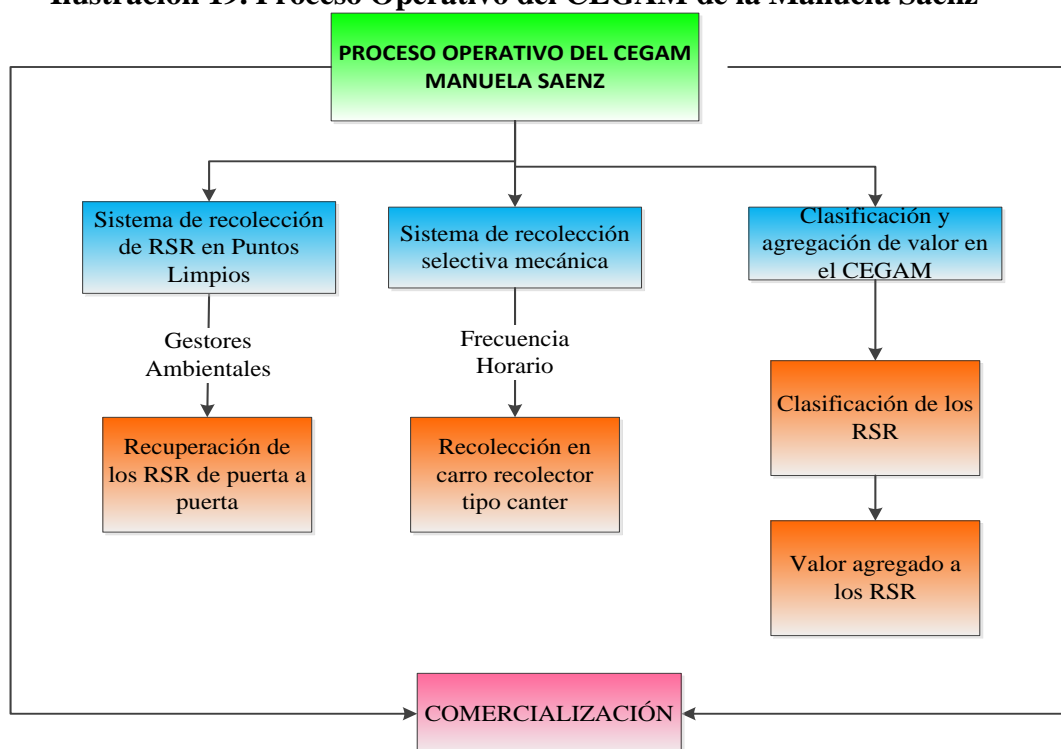 Ilustración 19. Proceso Operativo del CEGAM de la Manuela Sáenz
PROCESO OPERATIVO DEL CEGAM
MANUELA SAENZ
Sistema de recolección
de RSR en Puntos
Limpios
Sistema de recolección
selectiva mecánica
Clasificación y
agregación de valor en
el CEGAM
Gestores
Ambientales
Frecuencia
Horario
Recuperación de
los RSR de puerta a
puerta
Recolección en
carro recolector
tipo canter
Clasificación de los
RSR
Valor agregado a
los RSR
COMERCIALIZACIÓN